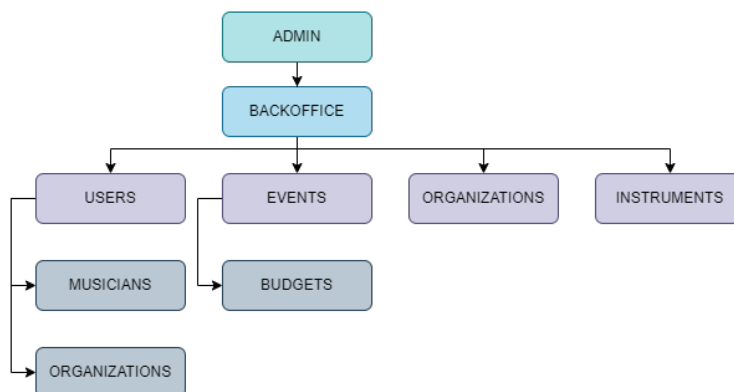 ADMIN
BACKOFFICE
USERS
EVENTS
ORGANIZATIONS
INSTRUMENTS
MUSICIANS
BUDGETS
ORGANIZATIONS